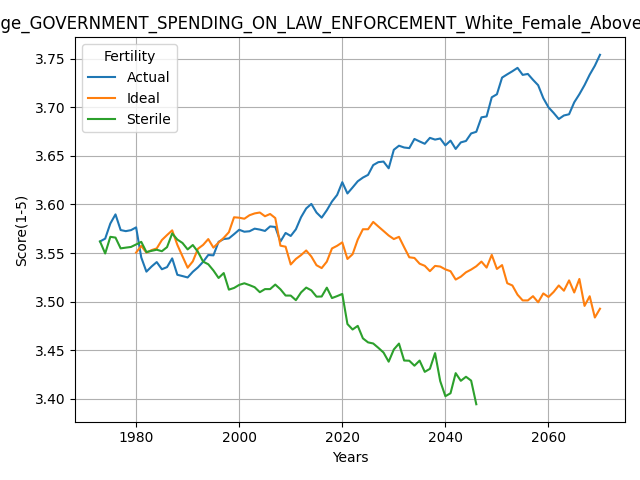 ge_GOVERNMENT_SPENDING_ON_LAW_ENFORCEMENT_White_Female_Above
Fertility
Actual
Ideal
Sterile
3.75
3.70
3.65
3.60
3.55
3.50
3.45
3.40
Score(1-5)
1980
2000
2020
2040
2060
Years